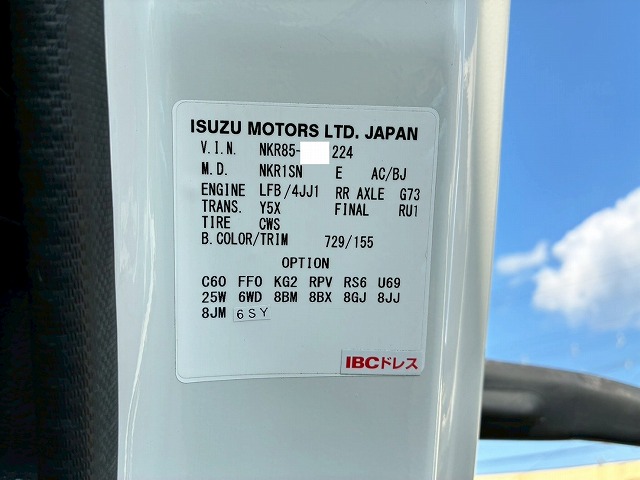 ISUZU MOTORS LTD. JAPAN
V.I.N. NKR85- 224
M.D. NKR1SN E AC/BJ
ENGINE LFB/4JJ1 RR AXLE G73
TRANS. Y5X FINAL RU1
TIRE CWS
B.COLOR/TRIM 729/155
OPTION
C60 FF0 KG2 RPV RS6 U69
25W 6WD 8BM 8BX 8GJ 8JJ
8JM 6SY
IBCドレス